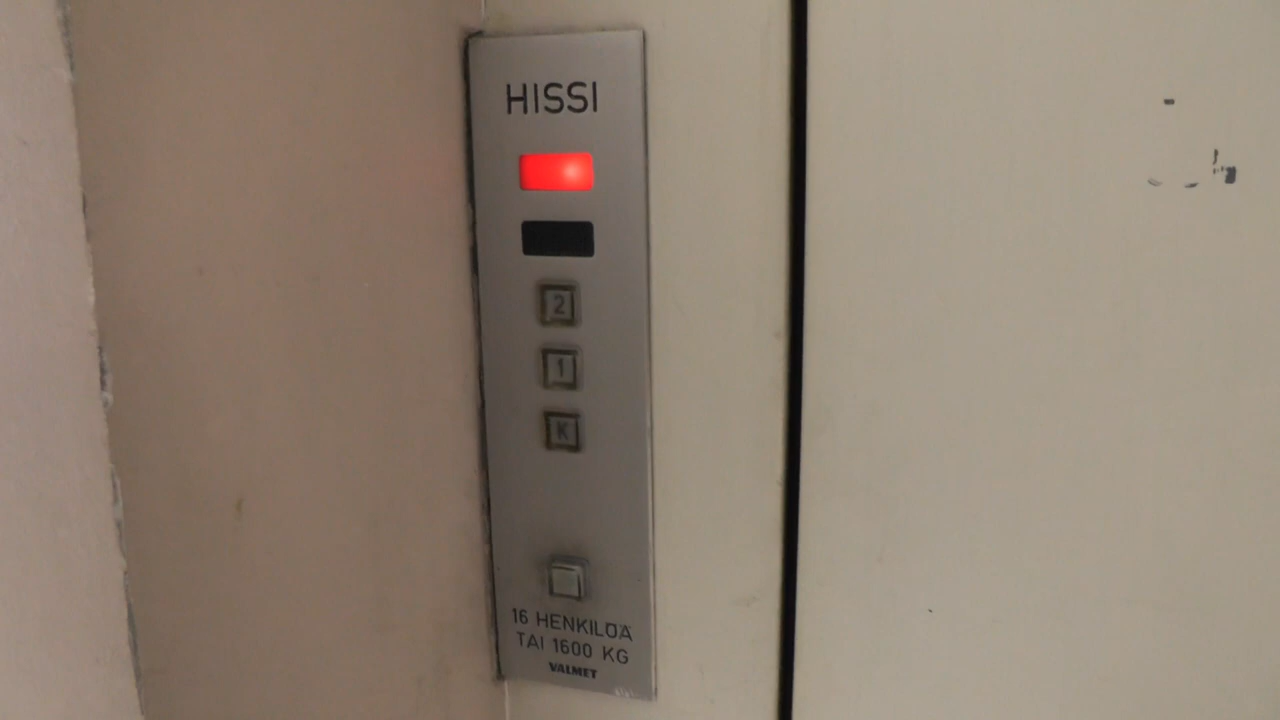 HISSI
2
1
K
16 HENKILÖÄ
TAI 1600 KG
VALMET